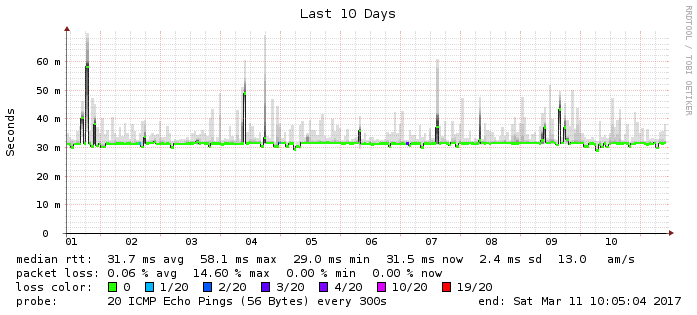 Last 10 Days
RRDTOOL / TOBI OETIKER
Seconds
60 m
50 m
40 m
30 m
20 m
10 m
0
01 02 03 04 05 06 07 08 09 10
median rtt: 31.7 ms avg 58.1 ms max 29.0 ms min 31.5 ms now 2.4 ms sd 13.0 am/s
packet loss: 0.06 % avg 14.60 % max 0.00 % min 0.00 % now
loss color: 0 1/20 2/20 3/20 4/20 10/20 19/20
probe: 20 ICMP Echo Pings (56 Bytes) every 300s end: Sat Mar 11 10:05:04 2017